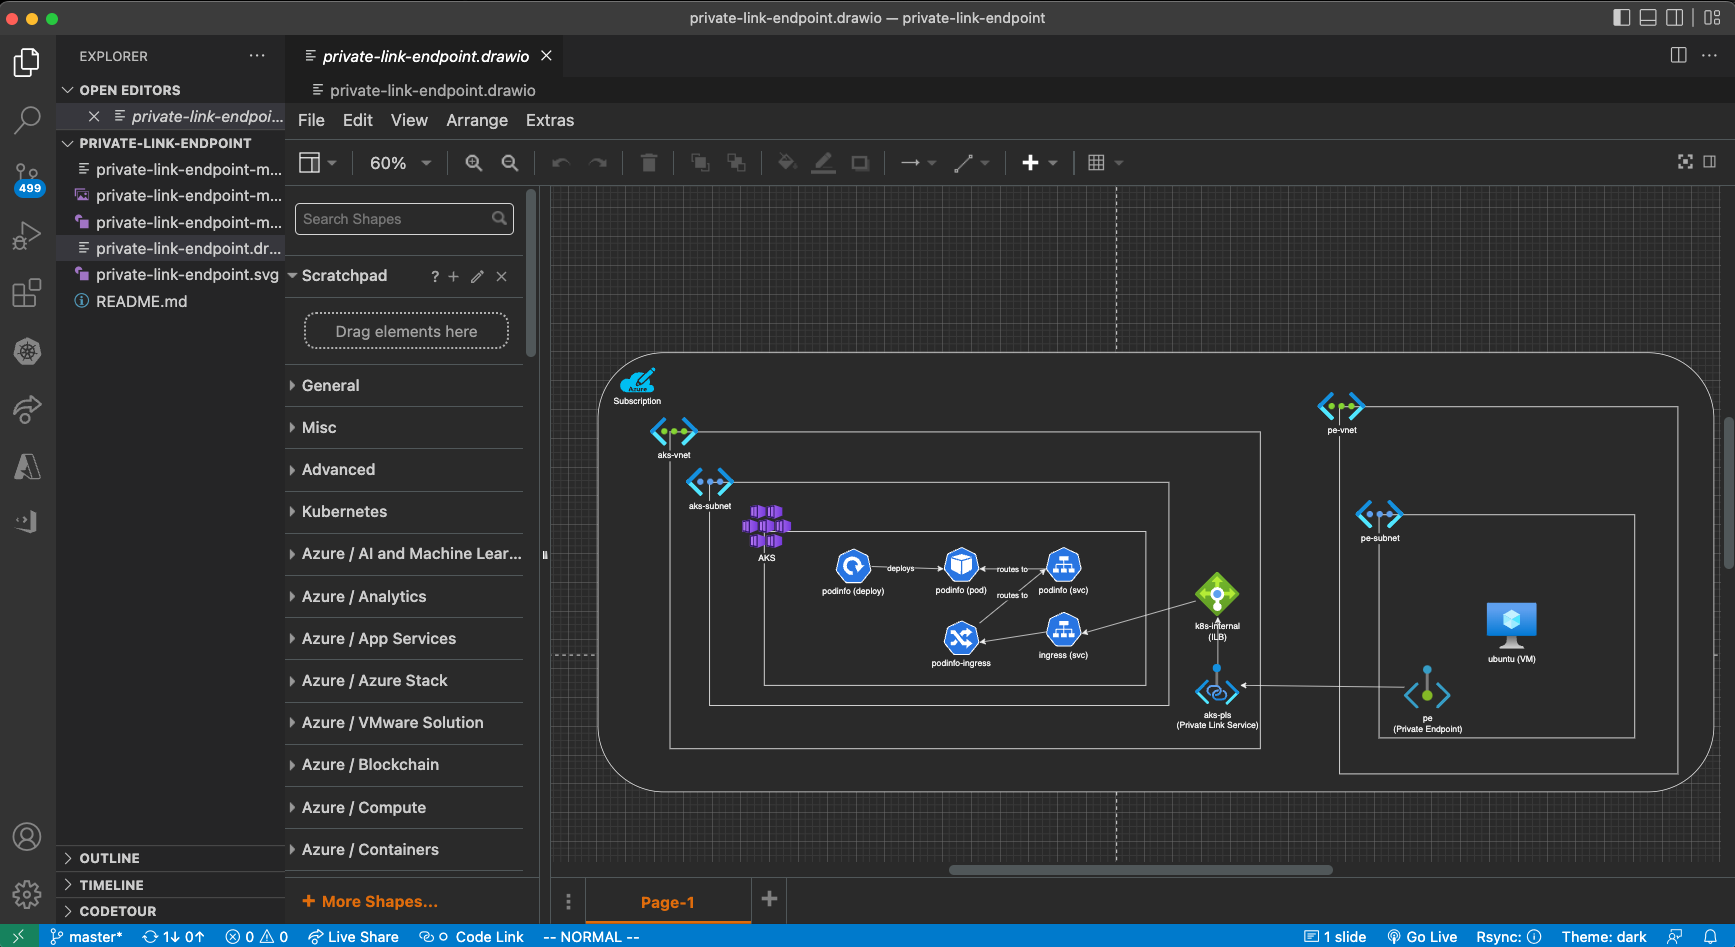 private-link-endpoint.drawio — private-link-endpoint
EXPLORER
private-link-endpoint.drawio
OPEN EDITORS
private-link-endpoi...
PRIVATE-LINK-ENDPOINT
private-link-endpoint-m...
private-link-endpoint-m...
private-link-endpoint-m...
private-link-endpoint.dr...
private-link-endpoint.svg
README.md
499
OUTLINE
TIMELINE
CODETOUR
private-link-endpoint.drawio
File Edit View Arrange Extras
60%
Search Shapes
Scratchpad ?
Drag elements here
General
Misc
Advanced
Kubernetes
Azure / AI and Machine Lear...
Azure / Analytics
Azure / App Services
Azure / Azure Stack
Azure / VMware Solution
Azure / Blockchain
Azure / Compute
Azure / Containers
+ More Shapes...
Azure
Subscription
aks-vnet
aks-subnet
AKS
podinfo (deploy)
deploys
podinfo (pod)
routes to
podinfo (svc)
routes to
podinfo-ingress
ingress (svc)
k8s-internal
(ILB)
aks-pls
(Private Link Service)
pe-vnet
pe-subnet
ubuntu (VM)
pe
(Private Endpoint)
Page-1
master* 1↓ 0↑ 0 0 Live Share Code Link -- NORMAL -- 1 slide Go Live Rsync: Theme: dark